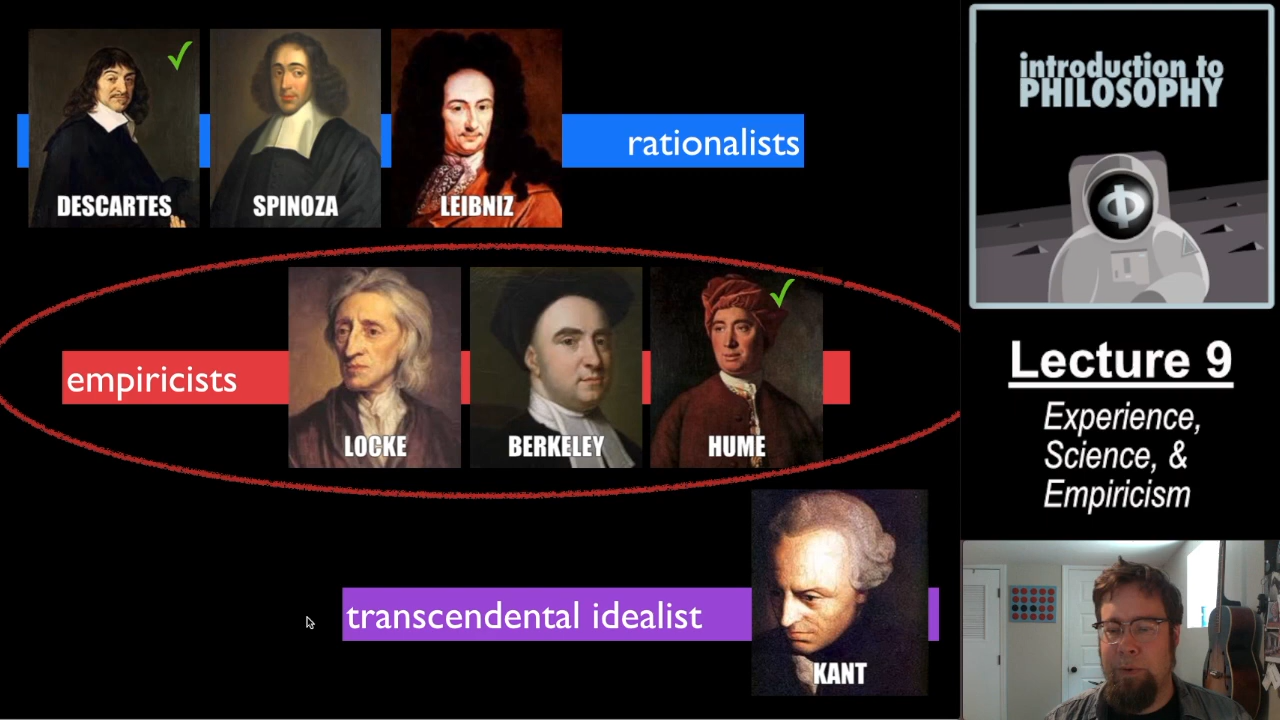 DESCARTES
SPINOZA
LEIBNIZ
rationalists
empiricists
LOCKE
BERKELEY
HUME
transcendental idealist
KANT
introduction to
PHILOSOPHY
Φ
Lecture 9
Experience,
Science, &
Empiricism